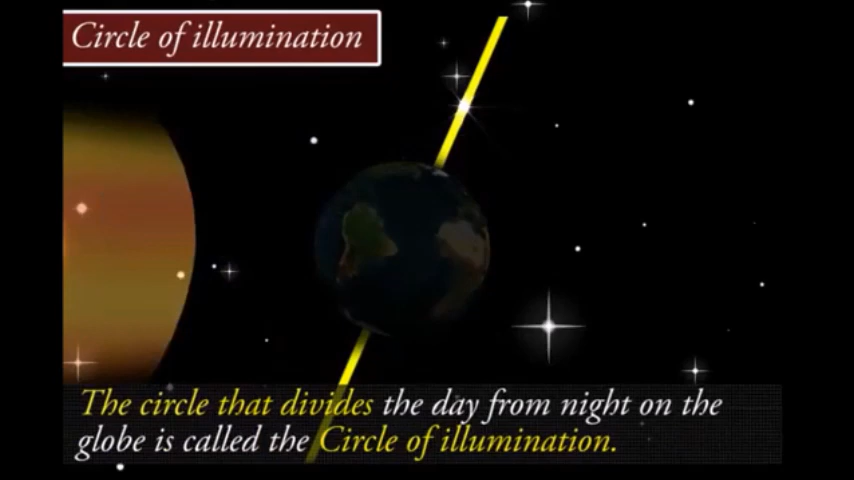 Circle of illumination
The circle that divides the day from night on the
globe is called the Circle of illumination.